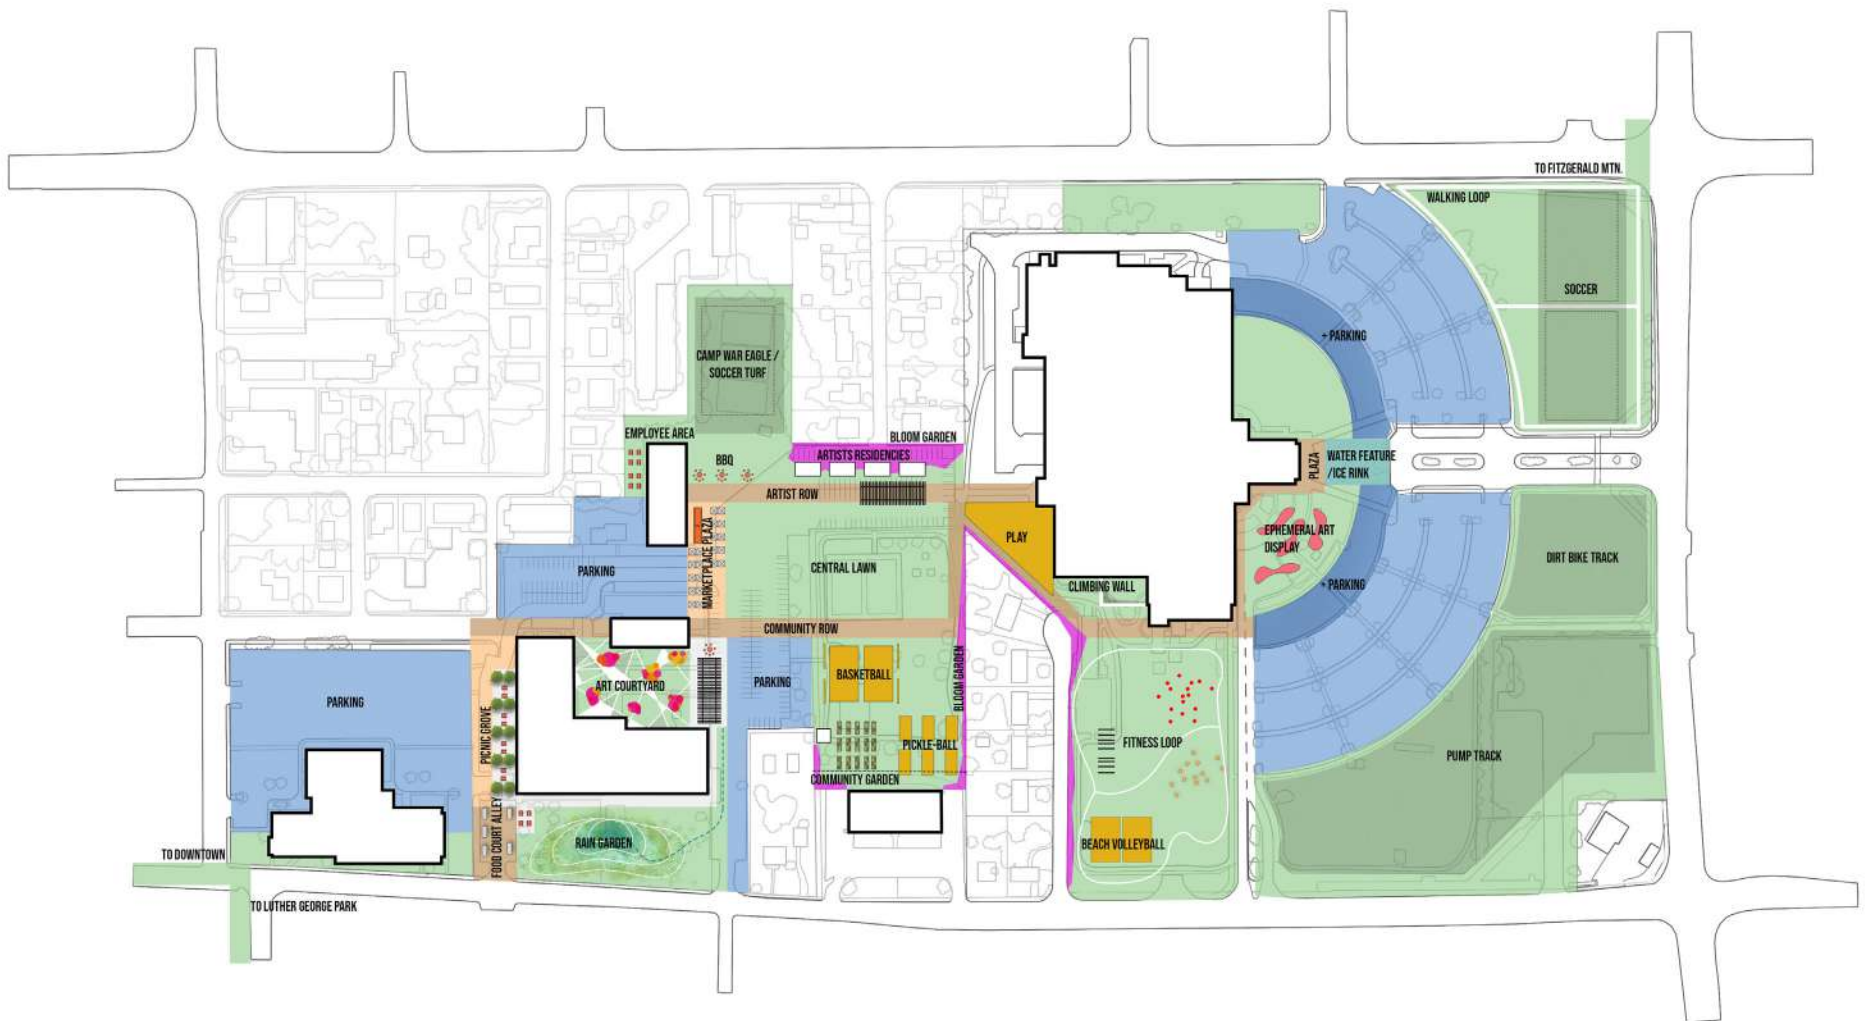 TO FITZGERALD MTN.
WALKING LOOP
SOCCER
+ PARKING
CAMP WAR EAGLE /
SOCCER TURF
EMPLOYEE AREA
BBQ
BLOOM GARDEN
ARTISTS RESIDENCIES
ARTIST ROW
PLAZA
WATER FEATURE
/ICE RINK
MARKETPLACE PLAZA
PLAY
EPHEMERAL ART
DISPLAY
DIRT BIKE TRACK
PARKING
CENTRAL LAWN
CLIMBING WALL
+ PARKING
COMMUNITY ROW
PARKING
PICNIC GROVE
ART COURTYARD
PARKING
BASKETBALL
BLOOM GARDEN
PICKLE-BALL
COMMUNITY GARDEN
FITNESS LOOP
PUMP TRACK
FOOD COURT ALLEY
RAIN GARDEN
BEACH VOLLEYBALL
TO DOWNTOWN
TO LUTHER GEORGE PARK